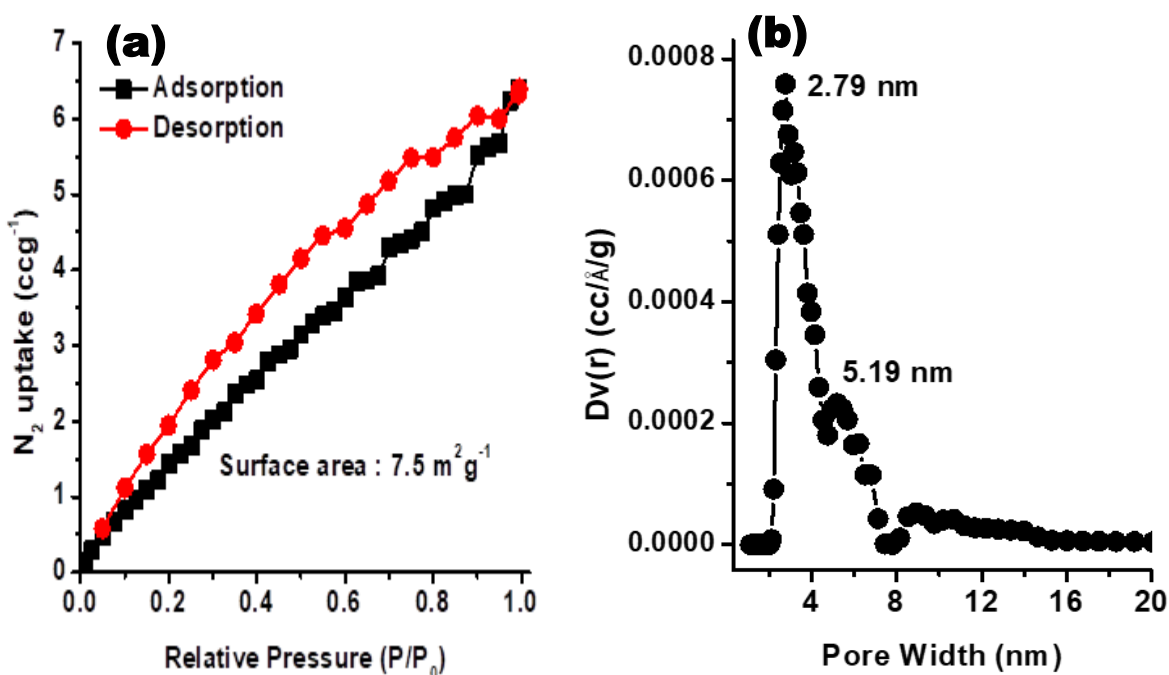 (a)
Adsorption
Desorption
7
6
5
4
3
2
1
0
N₂ uptake (ccg⁻¹)
Surface area : 7.5 m²g⁻¹
0.0 0.2 0.4 0.6 0.8 1.0
Relative Pressure (P/P₀)
(b)
2.79 nm
5.19 nm
0.0008
0.0006
0.0004
0.0002
0.0000
Dv(r) (cc/Å/g)
4 8 12 16 20
Pore Width (nm)